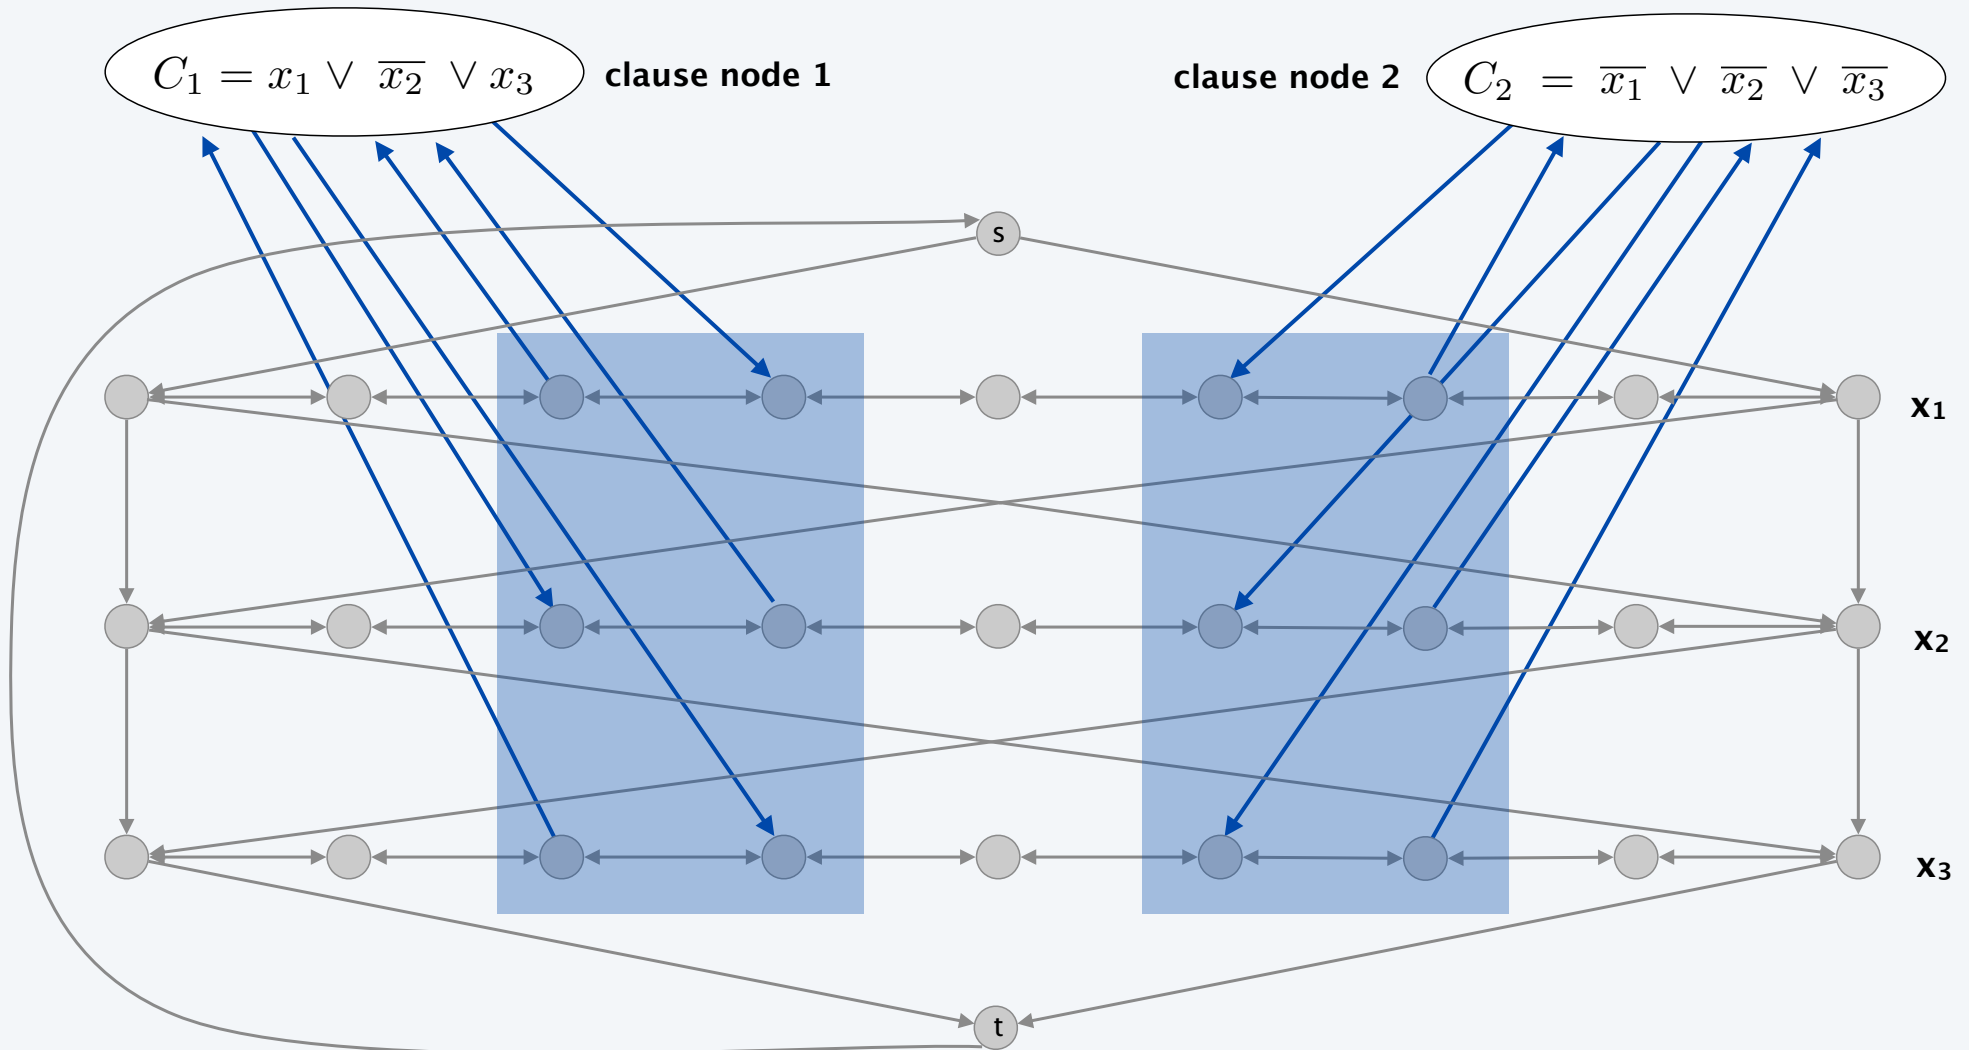 C₁ = x₁ ∨ x̅₂ ∨ x₃
clause node 1
clause node 2
C₂ = x̅₁ ∨ x̅₂ ∨ x̅₃
s
x₁
x₂
x₃
t